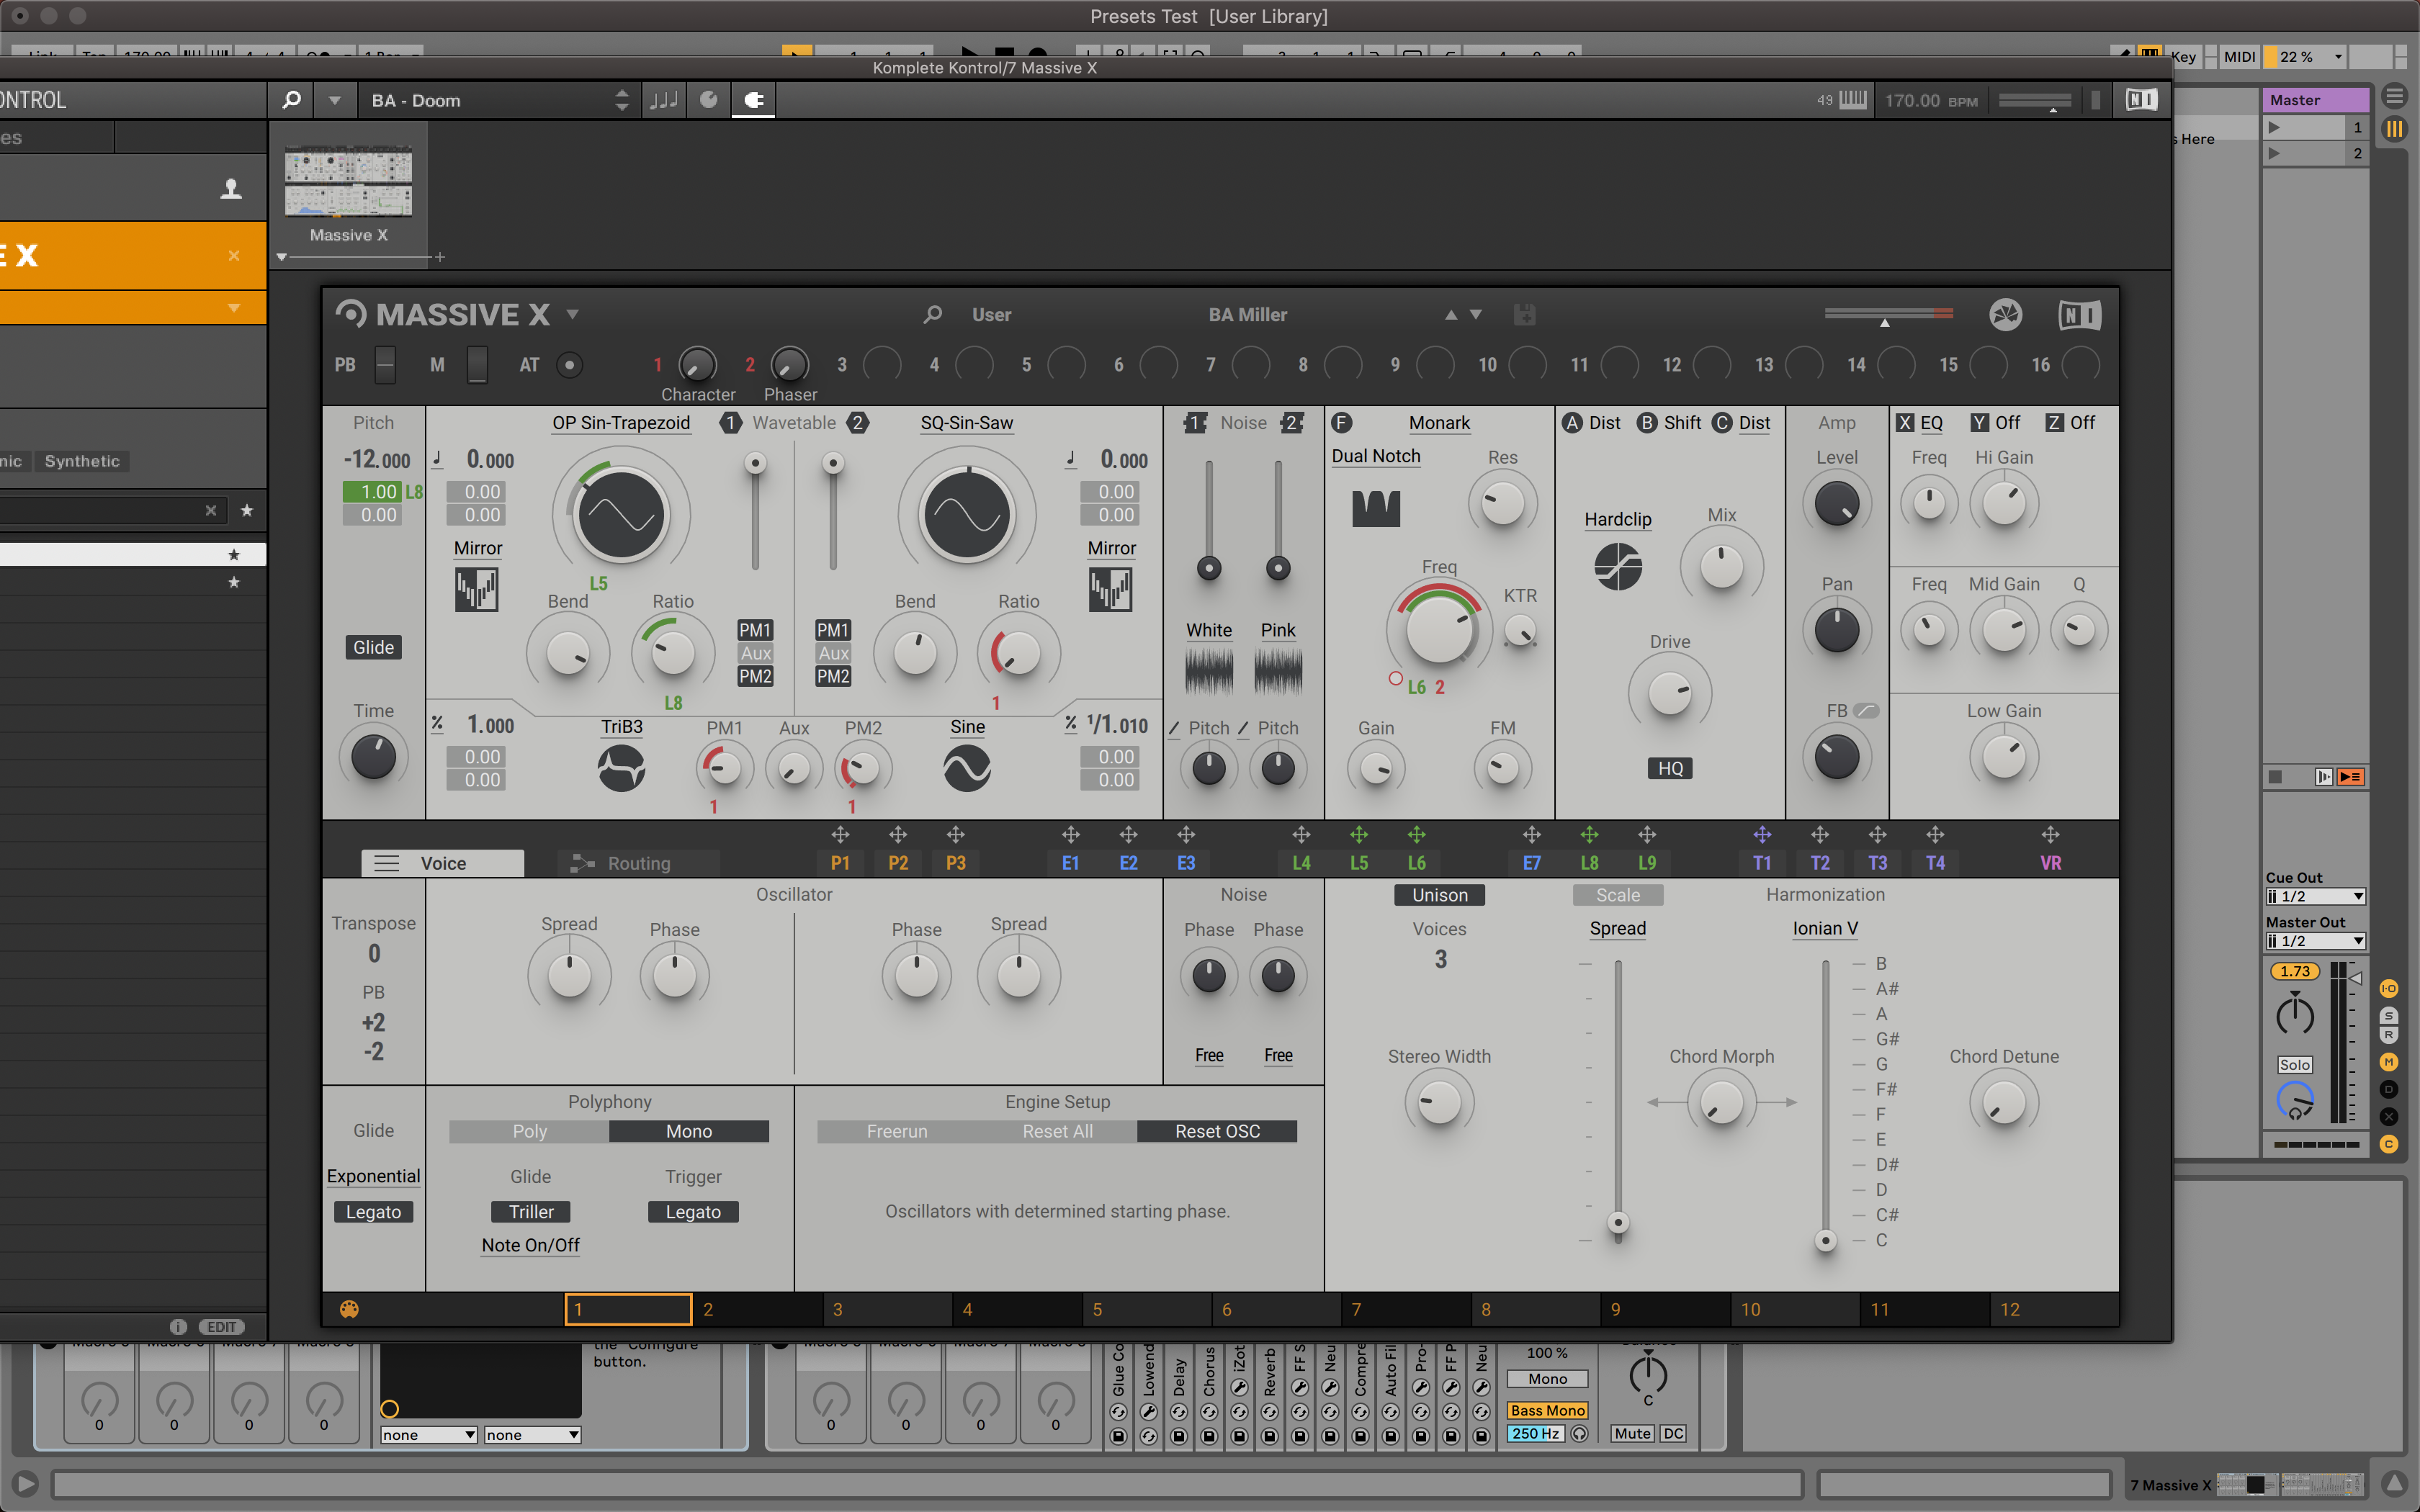 Presets Test [User Library]
Key MIDI 22 %
Komplete Kontrol/7 Massive X
ONTROL BA - Doom 49 170.00 BPM NI
Master
s Here
1
2
es
Massive X
E X
MASSIVE X User BA Miller NI
PB M AT 1 2 3 4 5 6 7 8 9 10 11 12 13 14 15 16
Character Phaser
Pitch OP Sin-Trapezoid 1 Wavetable 2 SQ-Sin-Saw 1 Noise 2 F Monark A Dist B Shift C Dist Amp X EQ Y Off Z Off
-12.000 0.000 0.000 Dual Notch Res Level Freq Hi Gain
nic Synthetic
1.00 L8 0.00 0.00
0.00 0.00 0.00
Hardclip Mix
Mirror Mirror
L5 Freq Pan Freq Mid Gain Q
Bend Ratio Bend Ratio KTR
PM1 PM1 White Pink
Glide Aux Aux Drive
PM2 PM2
L8 1 L6 2
Time FB Low Gain
1.000 TriB3 PM1 Aux PM2 Sine 1/1.010 Pitch Pitch Gain FM
0.00 0.00 HQ
0.00 0.00
1 1
Voice Routing P1 P2 P3 E1 E2 E3 L4 L5 L6 E7 L8 L9 T1 T2 T3 T4 VR
Cue Out
1/2
Master Out
1/2
Oscillator Noise Unison Scale Harmonization
Transpose Spread Phase Phase Spread Phase Phase Voices Spread Ionian V
0 3
PB
+2
-2
B
A#
A
G#
G
F#
F
E
D#
D
C#
C
1.73
Solo
I·O
S
R
M
D
X
C
Free Free Stereo Width Chord Morph Chord Detune
Polyphony Engine Setup
Glide Poly Mono Freerun Reset All Reset OSC
Exponential Glide Trigger
Legato Triller Legato Oscillators with determined starting phase.
Note On/Off
1 2 3 4 5 6 7 8 9 10 11 12
i EDIT
the "Configure
button.
0 0 0 0 0 0 0 0
none none
Glue Co
Lowend
Delay
Chorus
iZot
Reverb
FF S
Neu
Compre
Auto Fil
Pro-
FF P
Neu
100 %
Mono
Bass Mono
250 Hz
C
Mute DC
7 Massive X